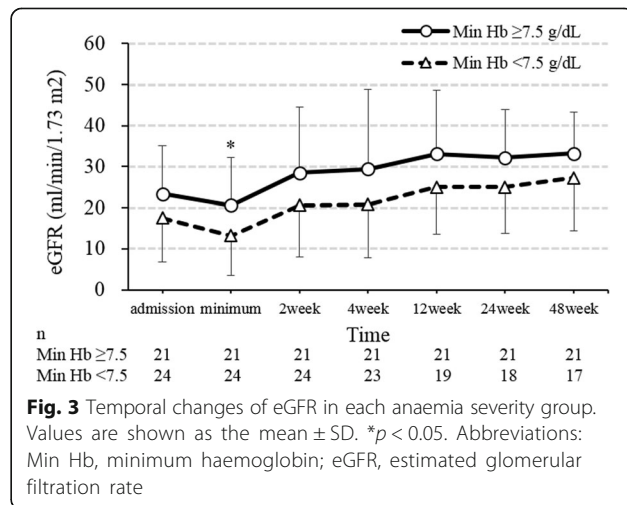 Min Hb ≥7.5 g/dL
Min Hb <7.5 g/dL
eGFR (ml/min/1.73 m2)
60
50
40
30
20
10
0
*
admission minimum 2week 4week 12week 24week 48week
Time
n
Min Hb ≥7.5 21 21 21 21 21 21 21
Min Hb <7.5 24 24 24 23 19 18 17
Fig. 3 Temporal changes of eGFR in each anaemia severity group.
Values are shown as the mean ± SD. *p < 0.05. Abbreviations:
Min Hb, minimum haemoglobin; eGFR, estimated glomerular
filtration rate